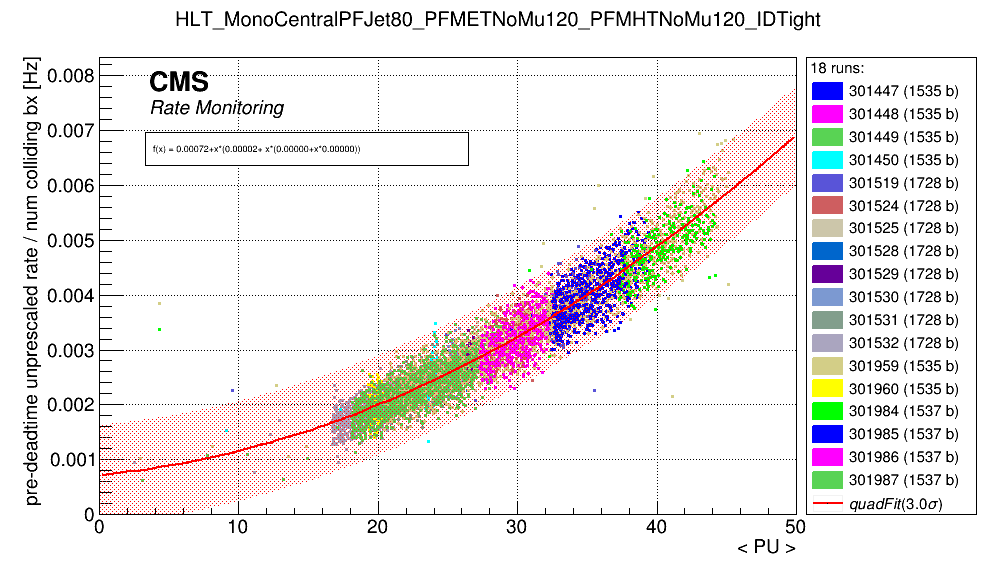 HLT_MonoCentralPFJet80_PFMETNoMu120_PFMHTNoMu120_IDTight
pre-deadtime unprescaled rate / num colliding bx [Hz]
0.008
0.007
0.006
0.005
0.004
0.003
0.002
0.001
0
CMS
Rate Monitoring
f(x) = 0.00072+x*(0.00002+ x*(0.00000+x*0.00000))
0 10 20 30 40 50
< PU >
18 runs:
301447 (1535 b)
301448 (1535 b)
301449 (1535 b)
301450 (1535 b)
301519 (1728 b)
301524 (1728 b)
301525 (1728 b)
301528 (1728 b)
301529 (1728 b)
301530 (1728 b)
301531 (1728 b)
301532 (1728 b)
301959 (1535 b)
301960 (1535 b)
301984 (1537 b)
301985 (1537 b)
301986 (1537 b)
301987 (1537 b)
quadFit(3.0σ)